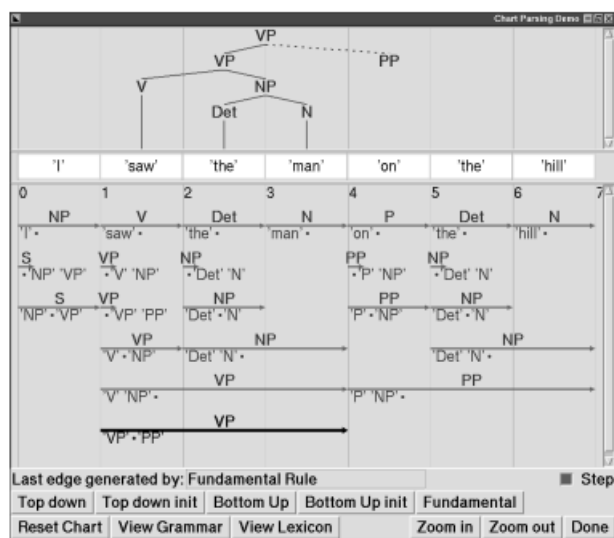 Chart Parsing Demo
VP
VP PP
V NP
Det N
'I' 'saw' 'the' 'man' 'on' 'the' 'hill'
0 1 2 3 4 5 6 7
NP V Det N P Det N
'I' • 'saw' • 'the' • 'man' • 'on' • 'the' • 'hill' •
S VP NP PP NP
• 'NP' 'VP' • 'V' 'NP' • 'Det' 'N' • 'P' 'NP' • 'Det' 'N'
S VP NP PP NP
'NP' • 'VP' • 'VP' 'PP' 'Det' • 'N' 'P' • 'NP' 'Det' • 'N'
VP NP NP
'V' • 'NP' 'Det' 'N' • 'Det' 'N' •
VP PP
'V' 'NP' • 'P' 'NP' •
VP
'VP' • 'PP'
Last edge generated by: Fundamental Rule Step
Top down Top down init Bottom Up Bottom Up init Fundamental
Reset Chart View Grammar View Lexicon Zoom in Zoom out Done